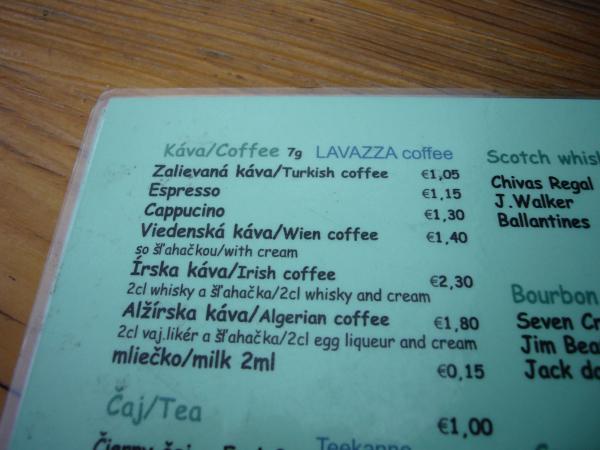 Káva/Coffee 7g LAVAZZA coffee
Zalievaná káva/Turkish coffee €1,05
Espresso €1,15
Cappucino €1,30
Viedenská káva/Wien coffee €1,40
so šľahačkou/with cream
Írska káva/Irish coffee €2,30
2cl whisky a šľahačka/2cl whisky and cream
Alžírska káva/Algerian coffee €1,80
2cl vaj.likér a šľahačka/2cl egg liqueur and cream
mliečko/milk 2ml €0,15
Čaj/Tea €1,00
Teekanne
Scotch whis
Chivas Regal
J.Walker
Ballantines
Bourbon
Seven Cr
Jim Bea
Jack da